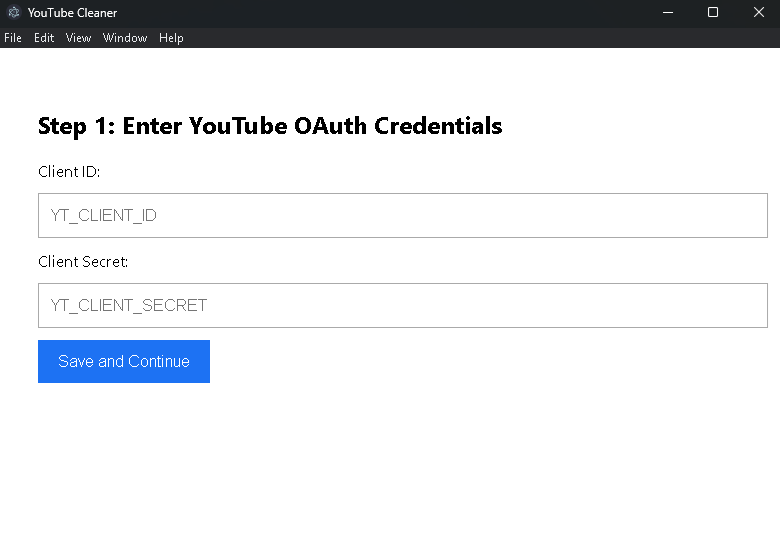 YouTube Cleaner
File Edit View Window Help
Step 1: Enter YouTube OAuth Credentials
Client ID:
YT_CLIENT_ID
Client Secret:
YT_CLIENT_SECRET
Save and Continue